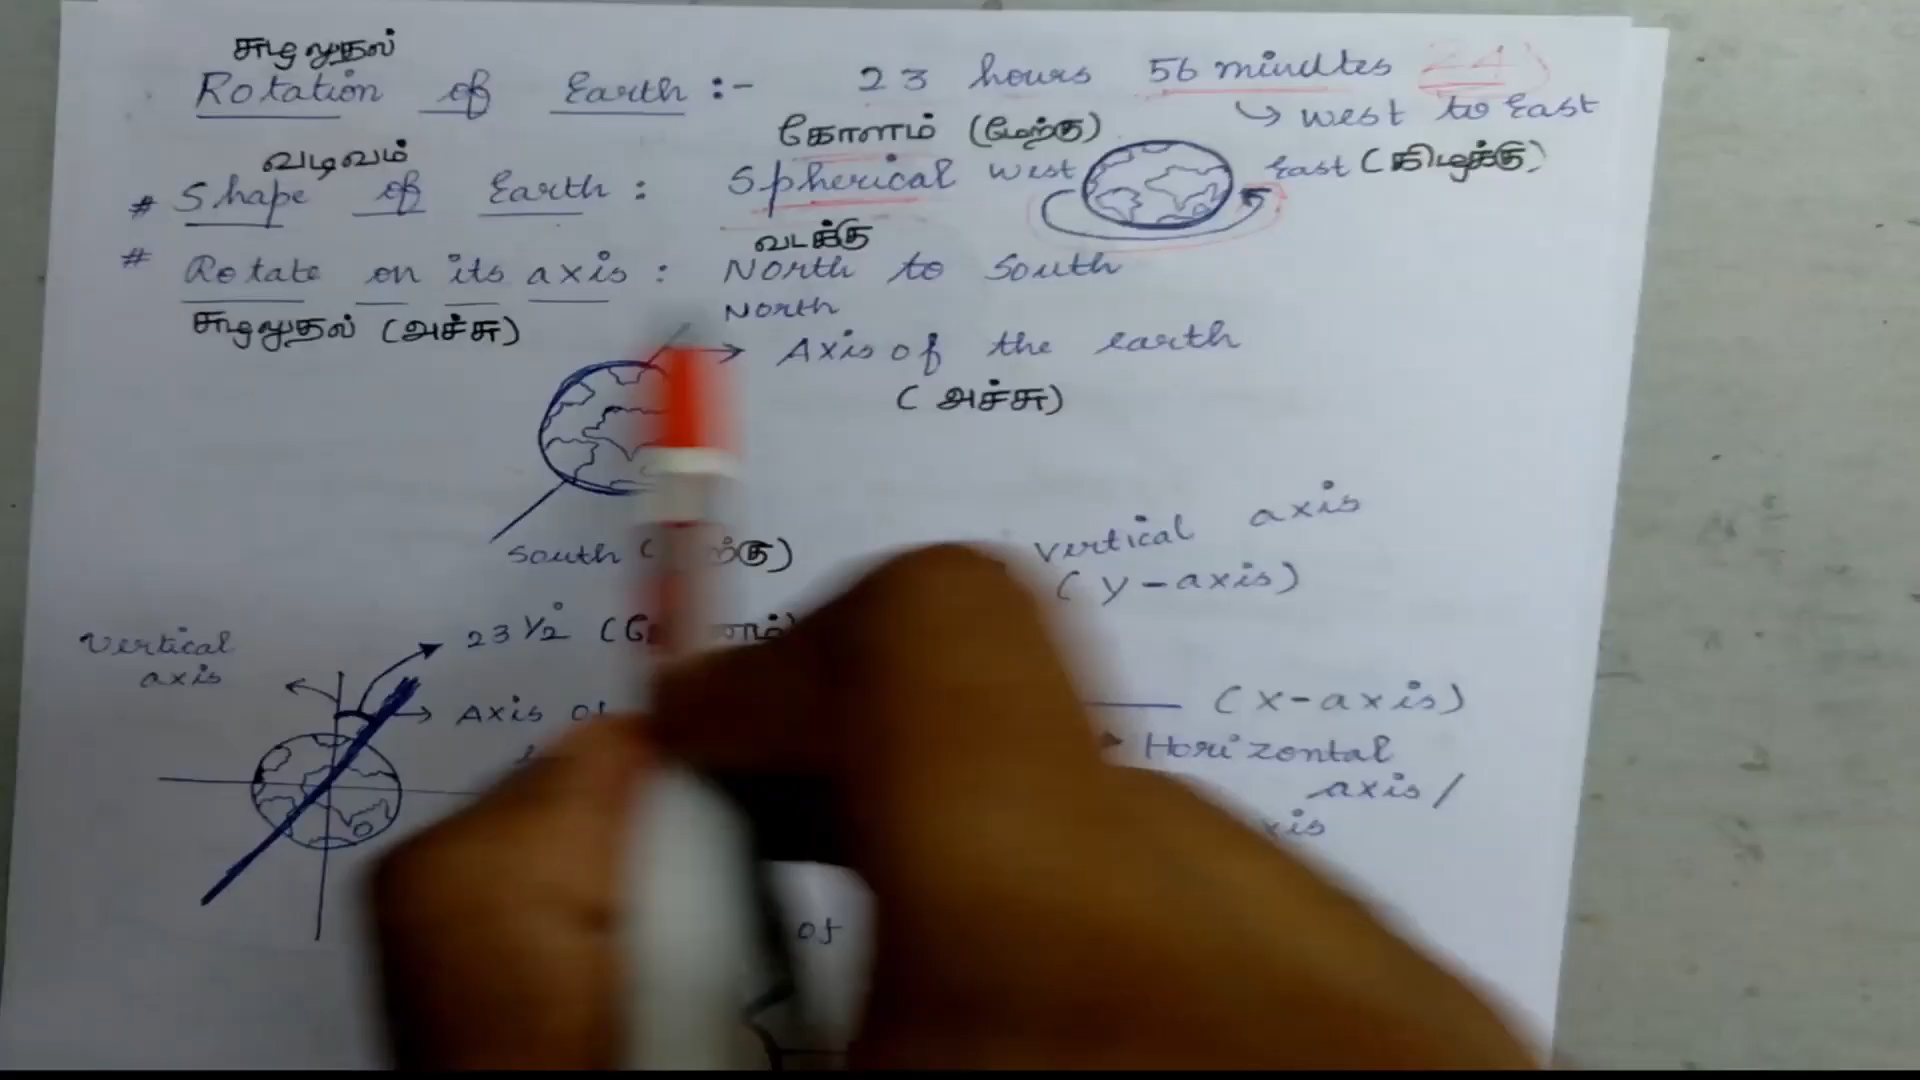 சுழலுதல்
Rotation of Earth :- 23 hours 56 minutes 24
↳ west to East
வடிவம் கோளம் (மேற்கு)
# Shape of Earth : Spherical west East (கிழக்கு)
வடக்கு
# Rotate on its axis : North to South
சுழலுதல் (அச்சு) North
→ Axis of the earth
(அச்சு)
South
vertical axis
(y-axis)
vertical axis
23 1/2°
Axis
(x-axis)
Horizontal
axis/
of